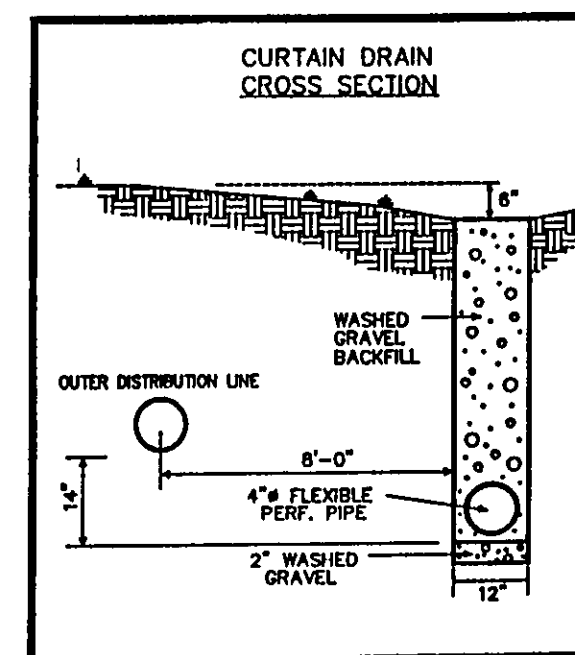 CURTAIN DRAIN
CROSS SECTION
6"
WASHED
GRAVEL
BACKFILL
OUTER DISTRIBUTION LINE
8'-0"
14"
4"ø FLEXIBLE
PERF. PIPE
2" WASHED
GRAVEL
12"